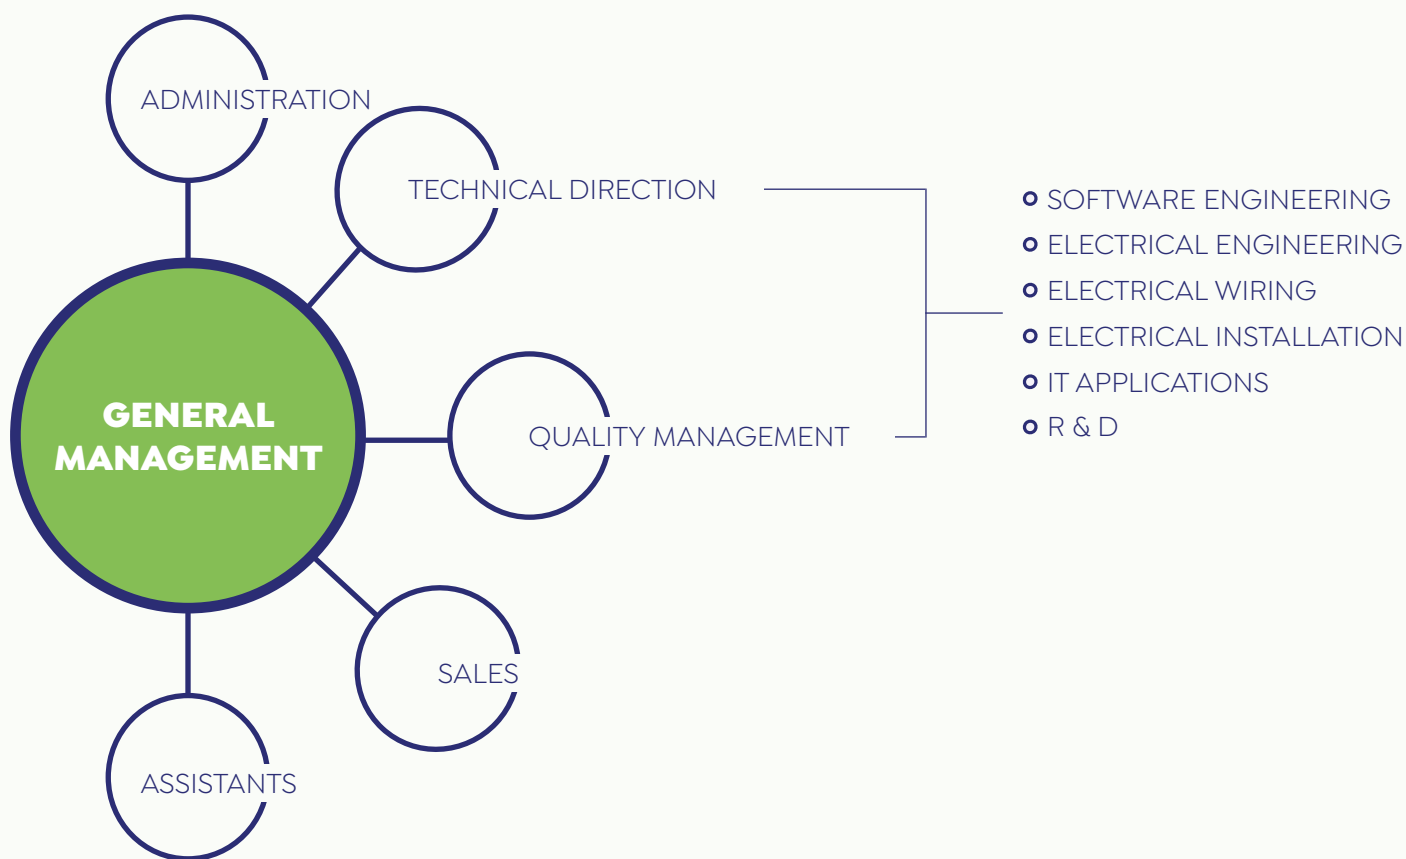 ADMINISTRATION
TECHNICAL DIRECTION
SOFTWARE ENGINEERING
ELECTRICAL ENGINEERING
ELECTRICAL WIRING
ELECTRICAL INSTALLATION
IT APPLICATIONS
R & D
GENERAL
MANAGEMENT
QUALITY MANAGEMENT
SALES
ASSISTANTS